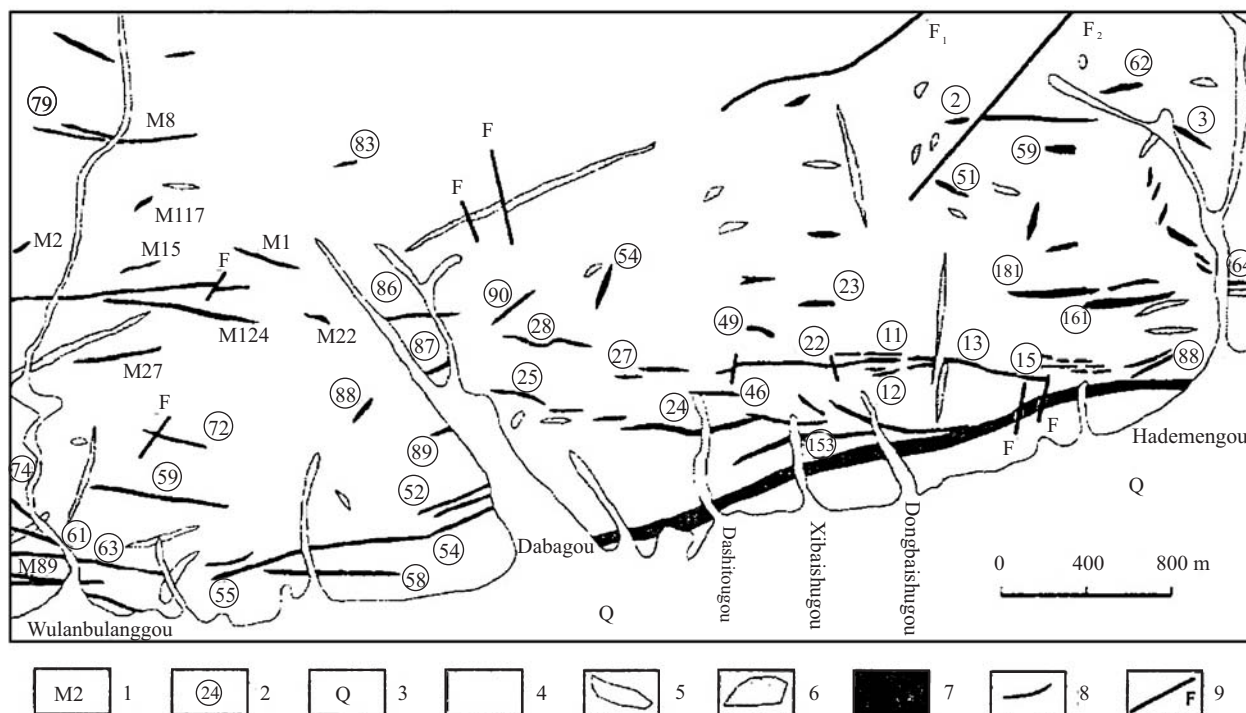 F₁
F₂
62
79
M8
2
3
83
F
59
F
51
M117
M2
M15
F
M1
54
64
86
90
181
23
M124
M22
28
49
161
87
11
22
13
27
15
M27
88
25
46
12
F
88
24
72
89
153
F
F
Hademengou
74
59
52
Q
61
63
54
Dabagou
Dashitougou
Xibaishugou
Dongbaishugou
0 400 800 m
M89
55
58
Q
Wulanbulanggou
M2 1
24 2
Q 3
4
5
6
7
8
F 9